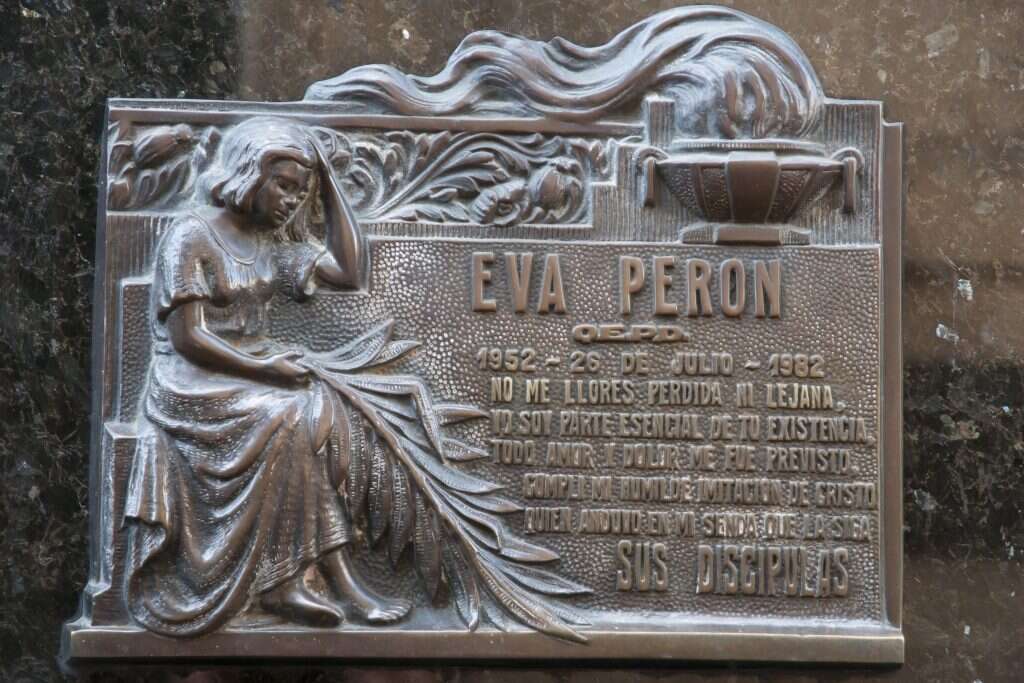 EVA PERON
Q.E.P.D.
1952 - 26 DE JULIO - 1982
NO ME LLORES PERDIDA NI LEJANA.
YO SOY PARTE ESENCIAL DE TU EXISTENCIA,
TODO AMOR Y DOLOR ME FUE PREVISTO.
CUMPLI MI HUMILDE IMITACION DE CRISTO
QUIEN ANDUVO EN MI SENDA QUE LA SIGA
SUS DISCIPULAS